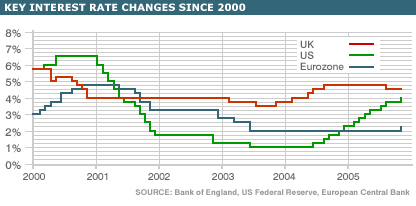 KEY INTEREST RATE CHANGES SINCE 2000
8%
7%
6%
5%
4%
3%
2%
1%
0%
UK
US
Eurozone
2000 2001 2002 2003 2004 2005
SOURCE: Bank of England, US Federal Reserve, European Central Bank